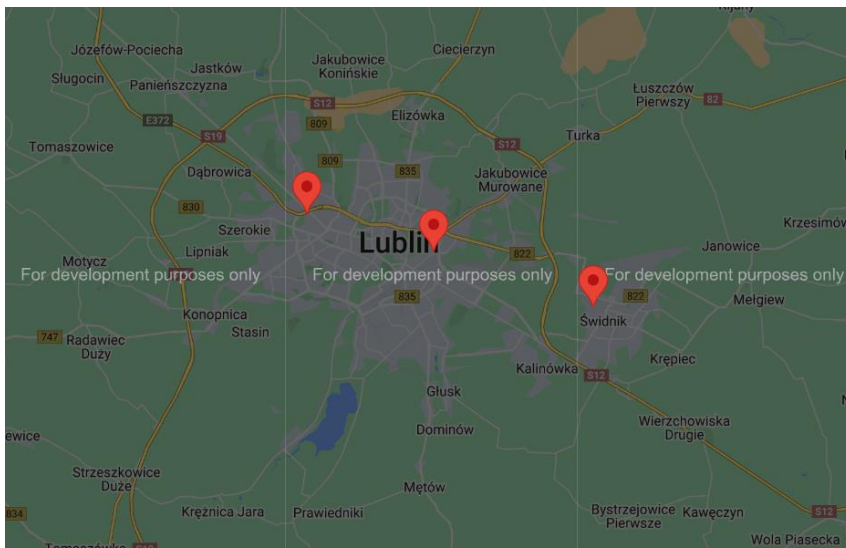 Józefów-Pociecha
Ciecierzyn
Jastków
Jakubowice
Konińskie
Sługocin
Panieńszczyzna
Łuszczów
Pierwszy
82
S12
E372
809
Elizówka
S19
Turka
Tomaszowice
S12
809
835
Dąbrowica
Jakubowice
Murowane
830
Szerokie
Krzesimów
Lublin
Lipniak
822
Janowice
Motycz
For development purposes only
For development purposes only
For development purposes only
835
822
Mełgiew
Konopnica
Świdnik
Stasin
747
Radawiec
Duży
Krępiec
Kalinówka
S12
Głusk
Wierzchowiska
Drugie
Dominów
ewice
Strzeszkowice
Duże
Mętów
834
Krężnica Jara
Prawiedniki
Bystrzejowice
Pierwsze
Kawęczyn
S12
Wola Piasecka